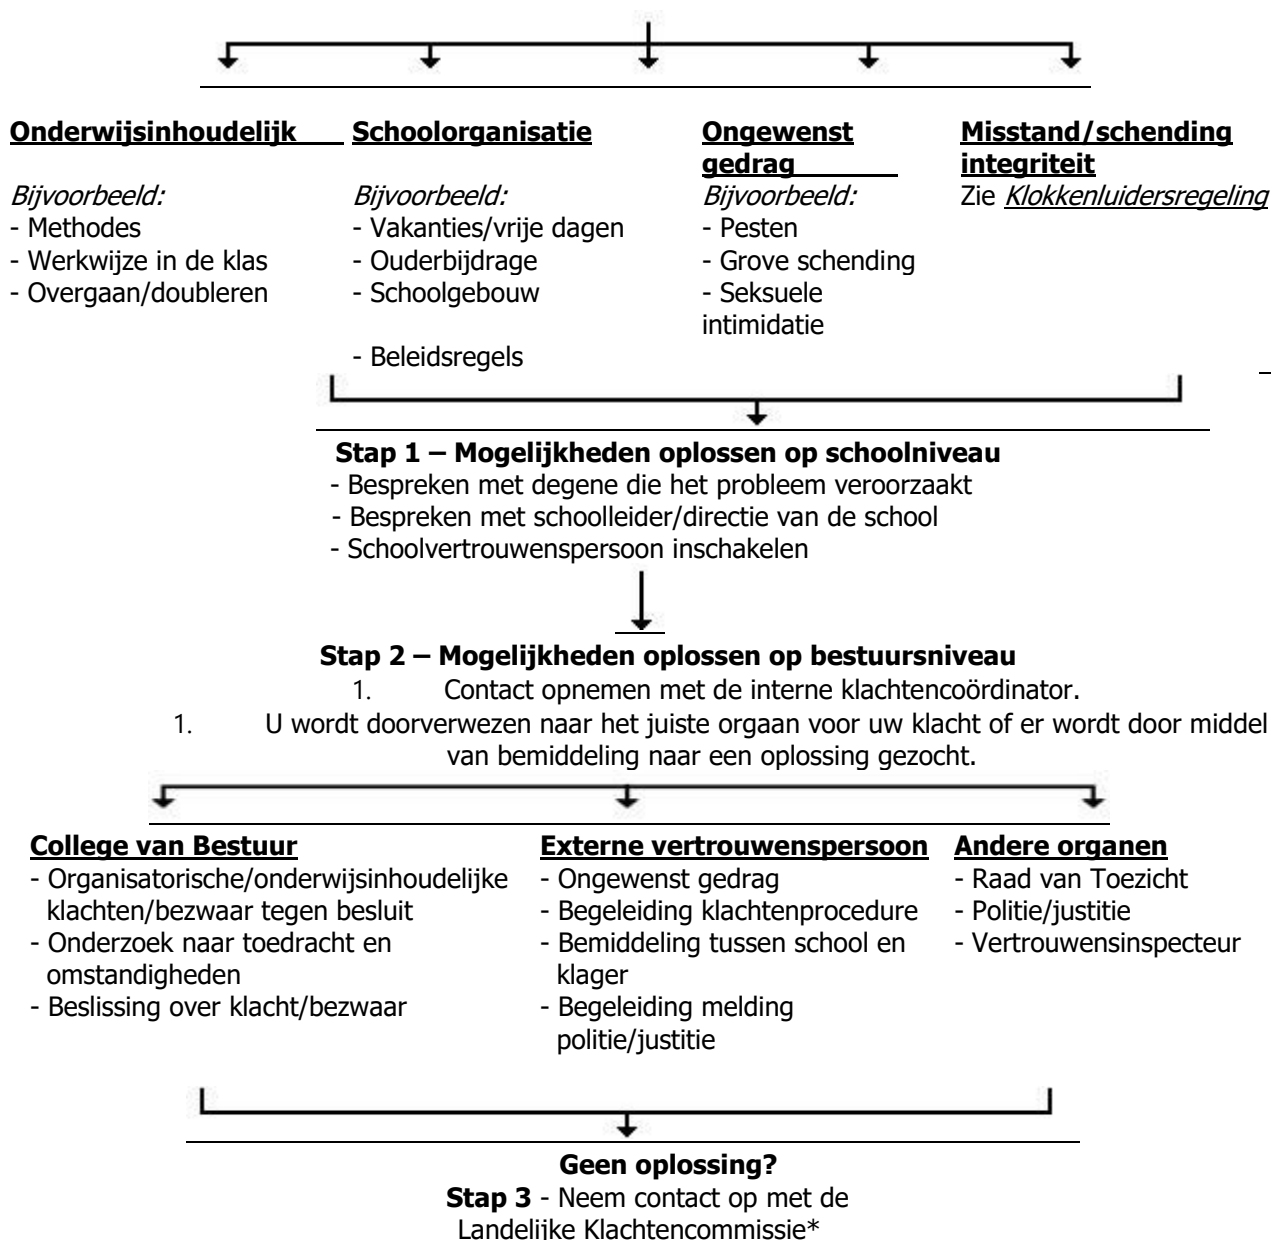 Onderwijsinhoudelijk
Bijvoorbeeld:
- Methodes
- Werkwijze in de klas
- Overgaan/doubleren
Schoolorganisatie
Bijvoorbeeld:
- Vakanties/vrije dagen
- Ouderbijdrage
- Schoolgebouw
- Beleidsregels
Ongewenst
gedrag
Bijvoorbeeld:
- Pesten
- Grove schending
- Seksuele
intimidatie
Misstand/schending
integriteit
Zie Klokkenluidersregeling
Stap 1 – Mogelijkheden oplossen op schoolniveau
- Bespreken met degene die het probleem veroorzaakt
- Bespreken met schoolleider/directie van de school
- Schoolvertrouwenspersoon inschakelen
Stap 2 – Mogelijkheden oplossen op bestuursniveau
1. Contact opnemen met de interne klachtencoördinator.
1. U wordt doorverwezen naar het juiste orgaan voor uw klacht of er wordt door middel
van bemiddeling naar een oplossing gezocht.
College van Bestuur
- Organisatorische/onderwijsinhoudelijke
klachten/bezwaar tegen besluit
- Onderzoek naar toedracht en
omstandigheden
- Beslissing over klacht/bezwaar
Externe vertrouwenspersoon
- Ongewenst gedrag
- Begeleiding klachtenprocedure
- Bemiddeling tussen school en
klager
- Begeleiding melding
politie/justitie
Andere organen
- Raad van Toezicht
- Politie/justitie
- Vertrouwensinspecteur
Geen oplossing?
Stap 3 - Neem contact op met de
Landelijke Klachtencommissie*